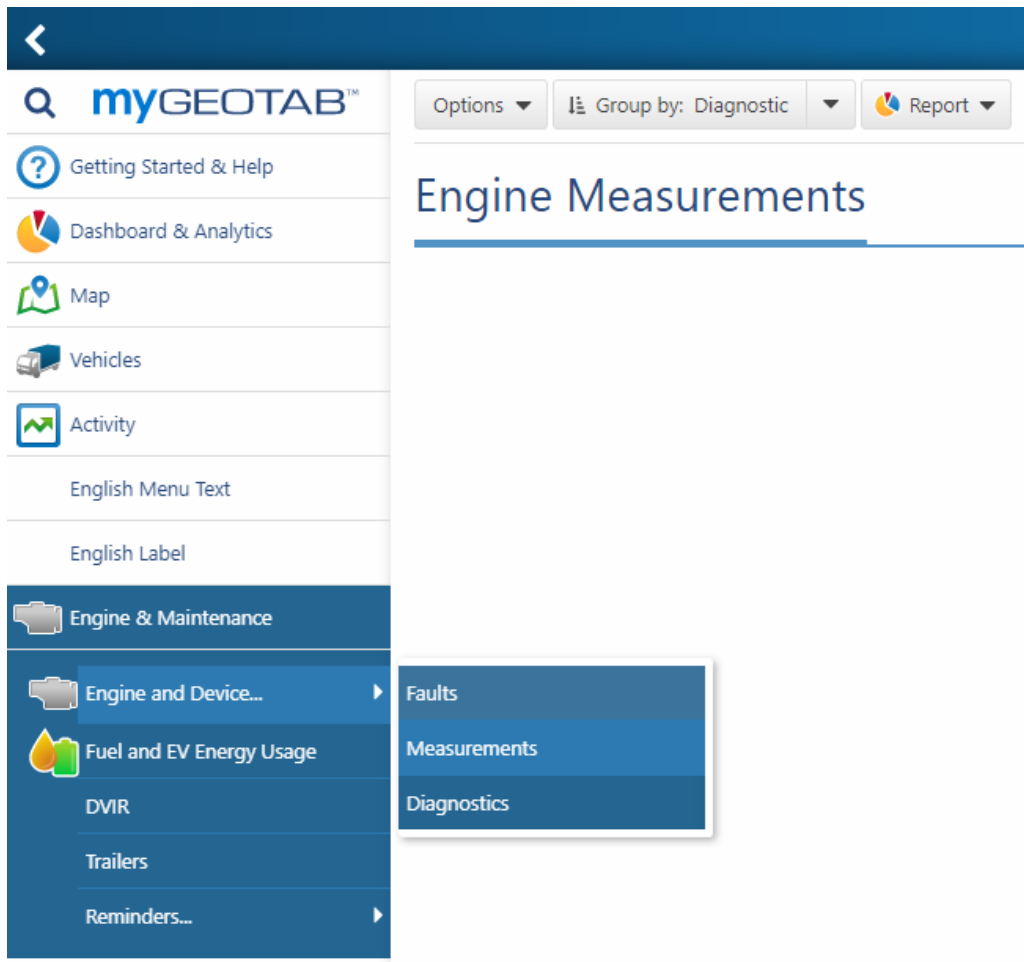 myGEOTAB™
Options
Group by: Diagnostic
Report
Getting Started & Help
Engine Measurements
Dashboard & Analytics
Map
Vehicles
Activity
English Menu Text
English Label
Engine & Maintenance
Engine and Device...
Faults
Fuel and EV Energy Usage
Measurements
DVIR
Diagnostics
Trailers
Reminders...